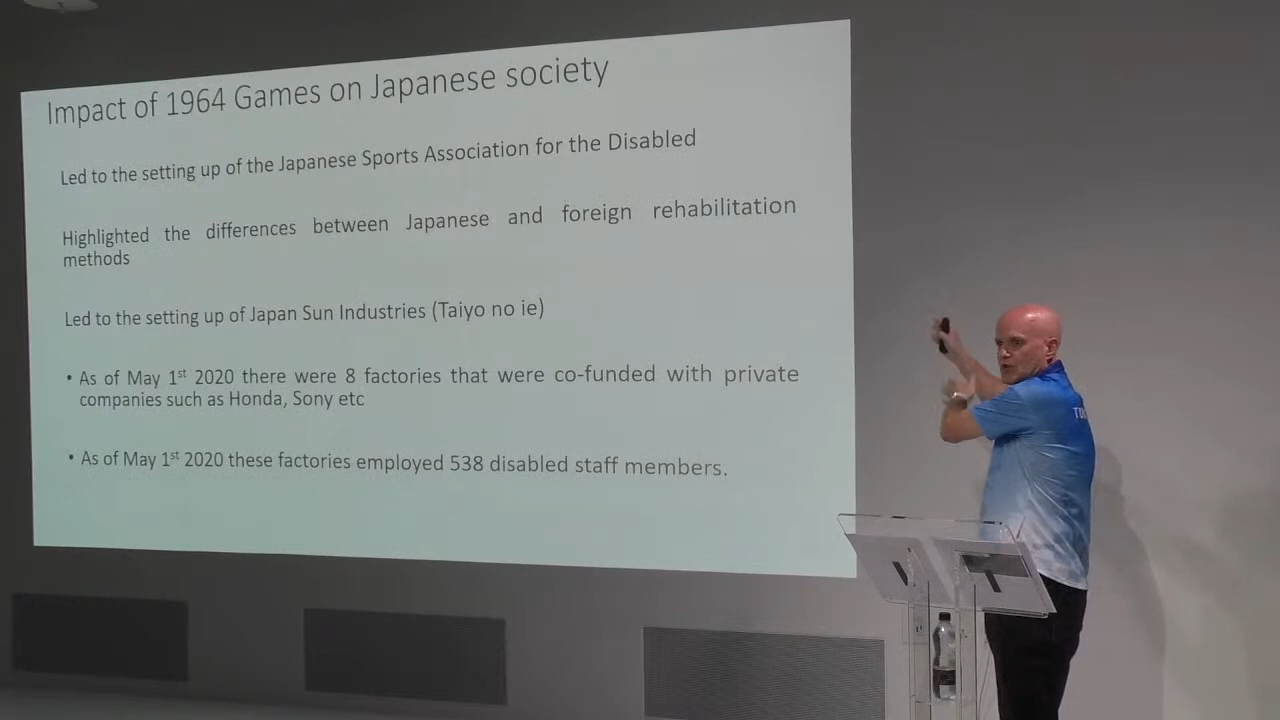 Impact of 1964 Games on Japanese society
Led to the setting up of the Japanese Sports Association for the Disabled
Highlighted the differences between Japanese and foreign rehabilitation
methods
Led to the setting up of Japan Sun Industries (Taiyo no ie)
• As of May 1st 2020 there were 8 factories that were co-funded with private
companies such as Honda, Sony etc
• As of May 1st 2020 these factories employed 538 disabled staff members.